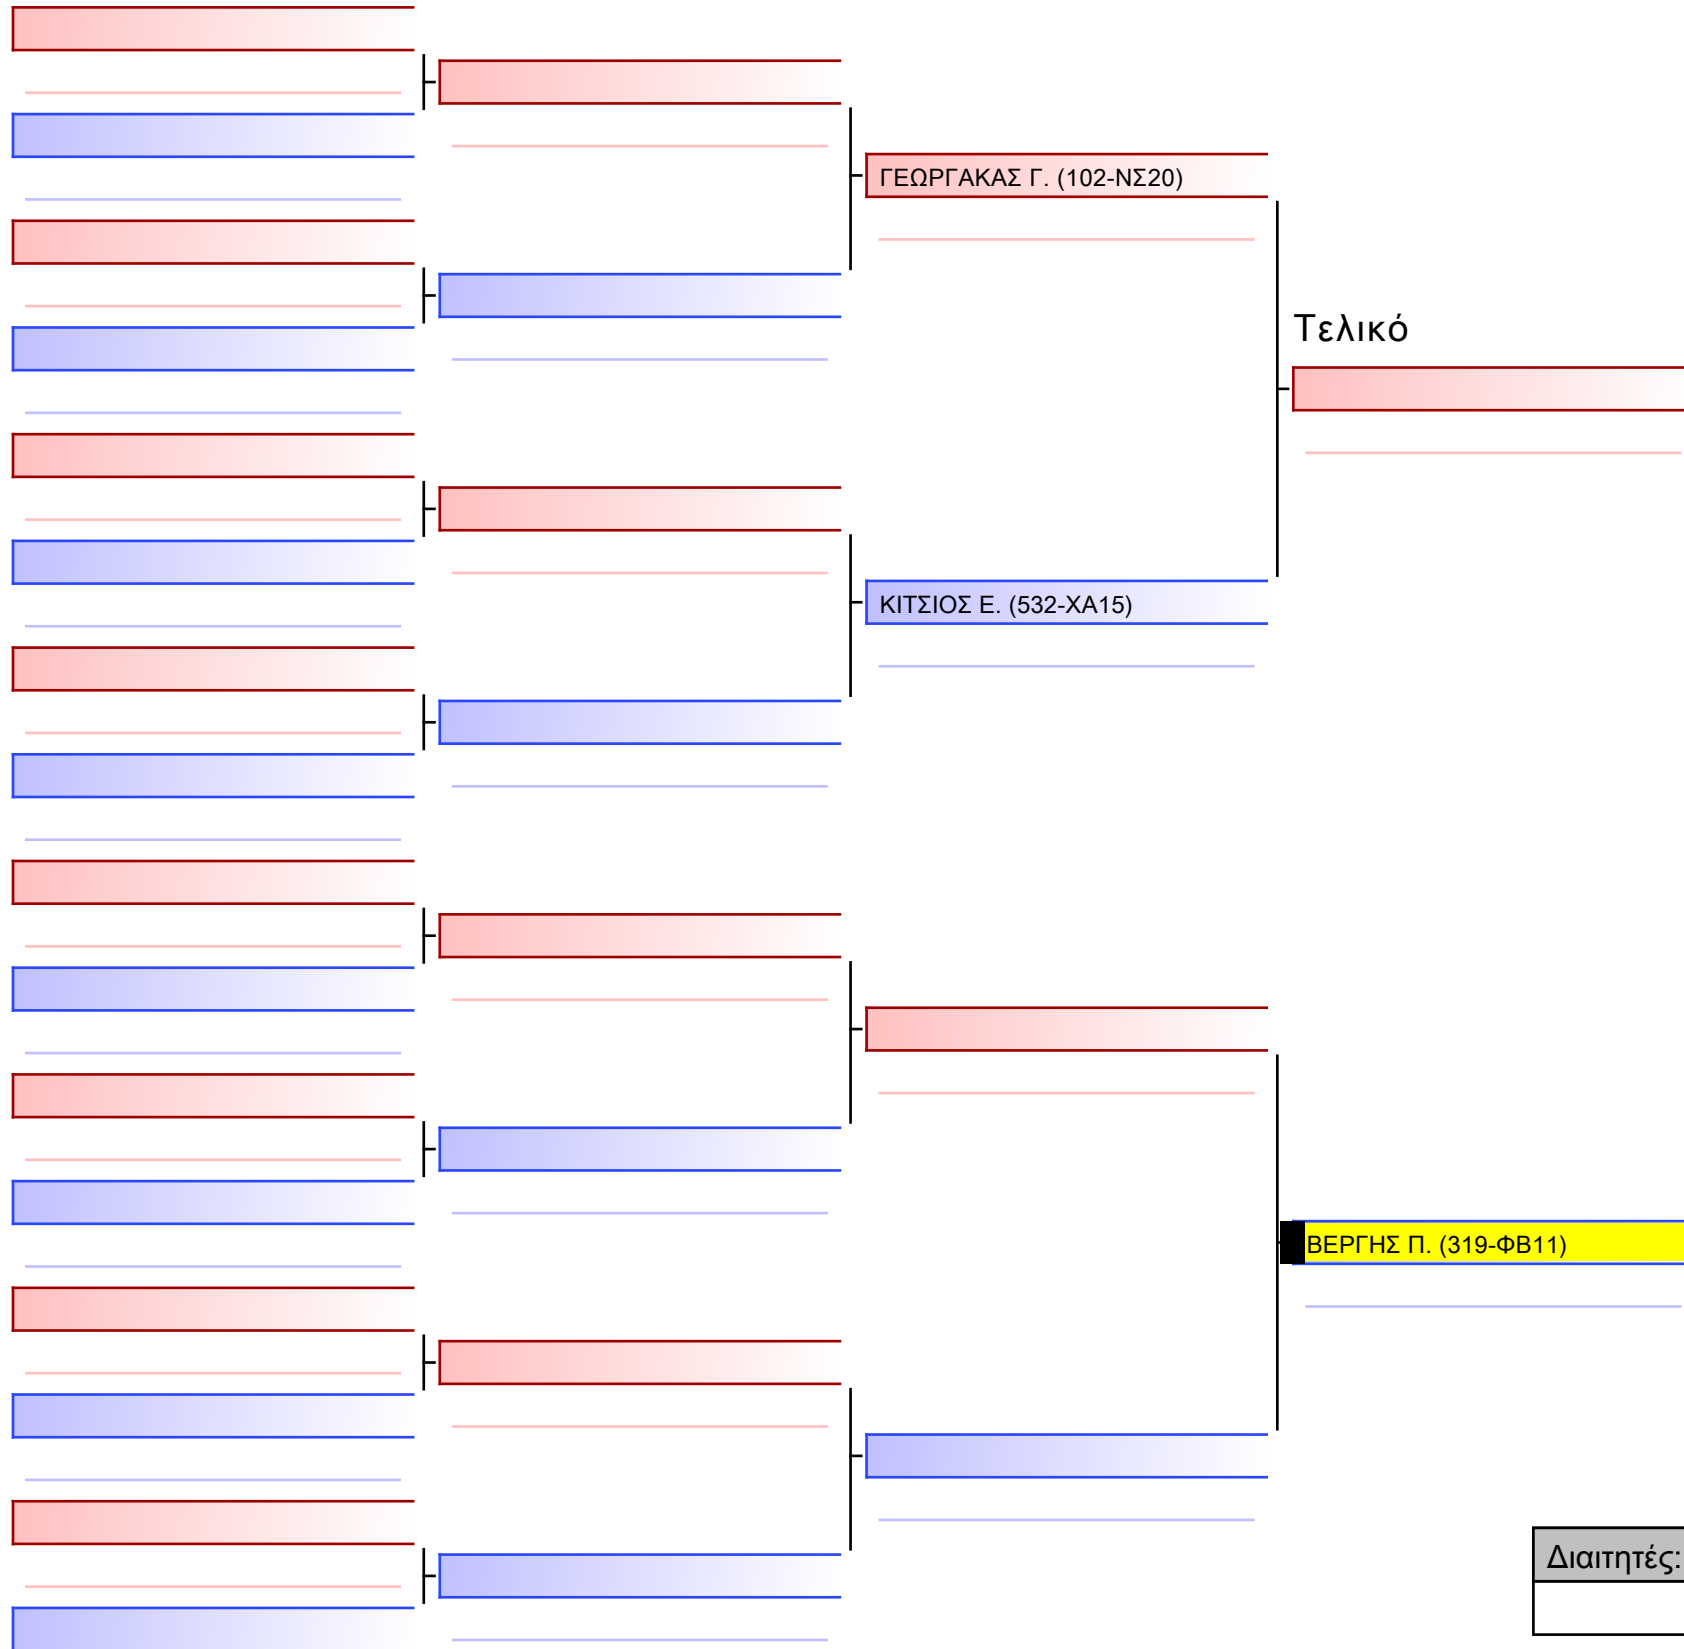 ΓΕΩΡΓΑΚΑΣ Γ. (102-ΝΣ20)
Τελικό
ΚΙΤΣΙΟΣ Ε. (532-ΧΑ15)
ΒΕΡΓΗΣ Π. (319-ΦΒ11)
Διαιτητές: